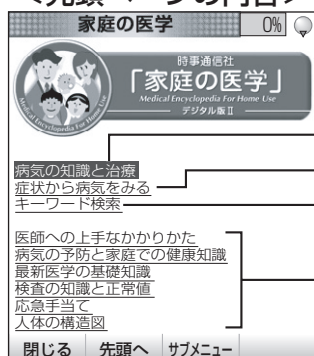 <先頭ページの内容>
家庭の医学 0%
時事通信社
「家庭の医学」
Medical Encyclopedia For Home Use
デジタル版Ⅱ
病気の知識と治療
症状から病気をみる
キーワード検索
医師への上手なかかりかた
病気の予防と家庭での健康知識
最新医学の基礎知識
検査の知識と正常値
応急手当て
人体の構造図
閉じる 先頭へ サブメニュー